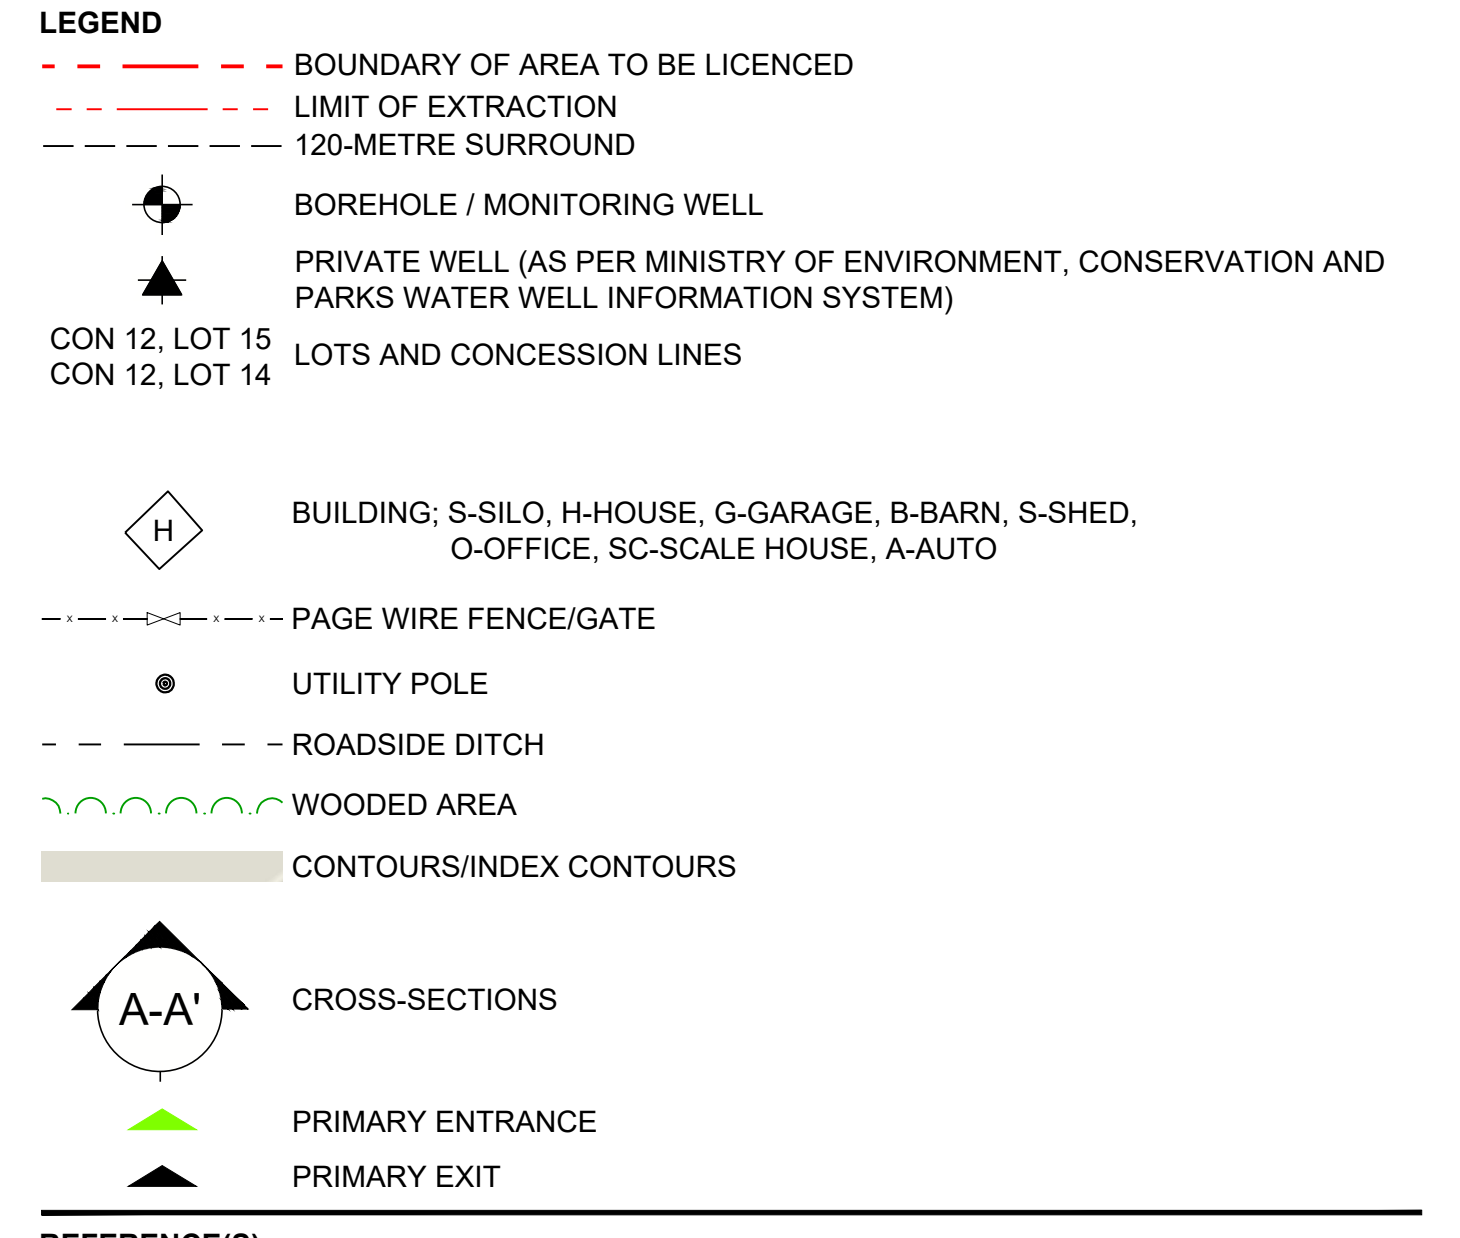 LEGEND
BOUNDARY OF AREA TO BE LICENCED
LIMIT OF EXTRACTION
120-METRE SURROUND
BOREHOLE / MONITORING WELL
PRIVATE WELL (AS PER MINISTRY OF ENVIRONMENT, CONSERVATION AND
PARKS WATER WELL INFORMATION SYSTEM)
CON 12, LOT 15
CON 12, LOT 14
LOTS AND CONCESSION LINES
H
BUILDING; S-SILO, H-HOUSE, G-GARAGE, B-BARN, S-SHED,
O-OFFICE, SC-SCALE HOUSE, A-AUTO
x x x x PAGE WIRE FENCE/GATE
UTILITY POLE
ROADSIDE DITCH
WOODED AREA
CONTOURS/INDEX CONTOURS
A-A'
CROSS-SECTIONS
PRIMARY ENTRANCE
PRIMARY EXIT
REFERENCE(S)